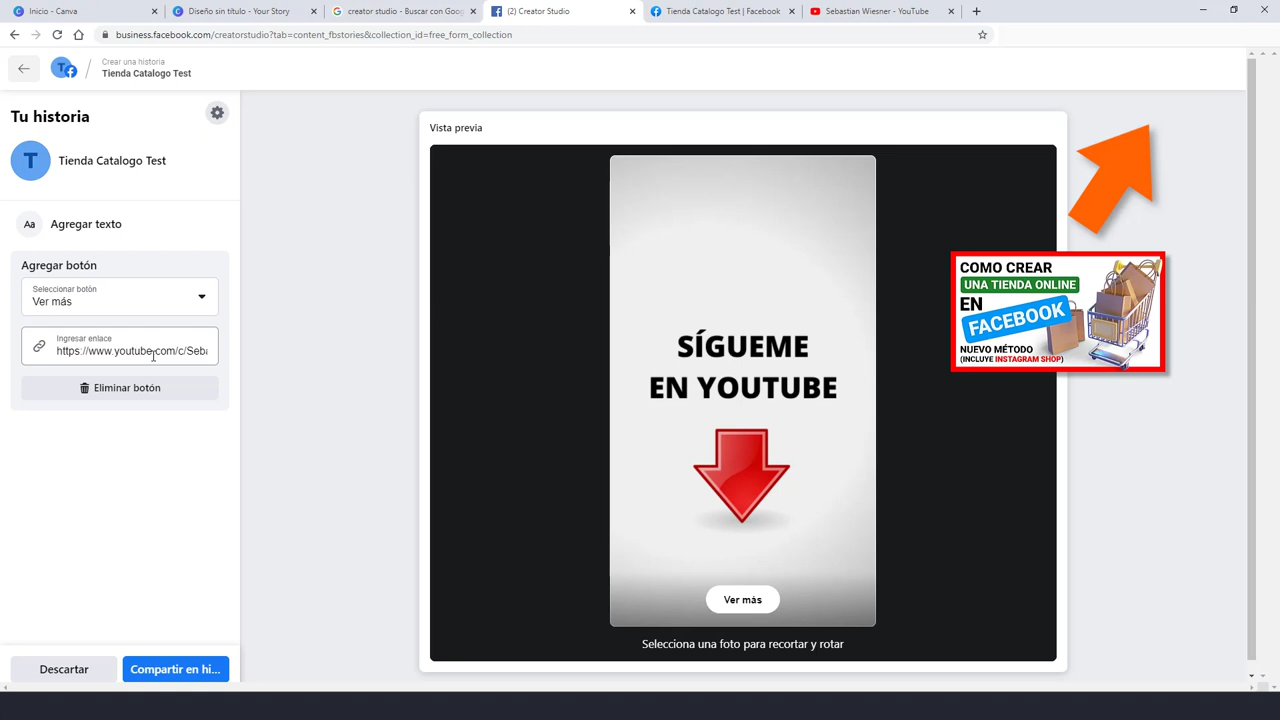 Inicio - Canva
Diseño sin título - Your Story
creator studio - Buscar con Goog
(2) Creator Studio
Tienda Catalogo Test | Facebook
Sebastian Wiesner - YouTube
business.facebook.com/creatorstudio?tab=content_fbstories&collection_id=free_form_collection
T
Crear una historia
Tienda Catalogo Test
Tu historia
T
Tienda Catalogo Test
Aa
Agregar texto
Agregar botón
Seleccionar botón
Ver más
Ingresar enlace
https://www.youtube.com/c/Seba
Eliminar botón
Descartar
Compartir en hi...
Vista previa
SÍGUEME
EN YOUTUBE
Ver más
Selecciona una foto para recortar y rotar
COMO CREAR
UNA TIENDA ONLINE
EN
FACEBOOK
NUEVO MÉTODO
(INCLUYE INSTAGRAM SHOP)